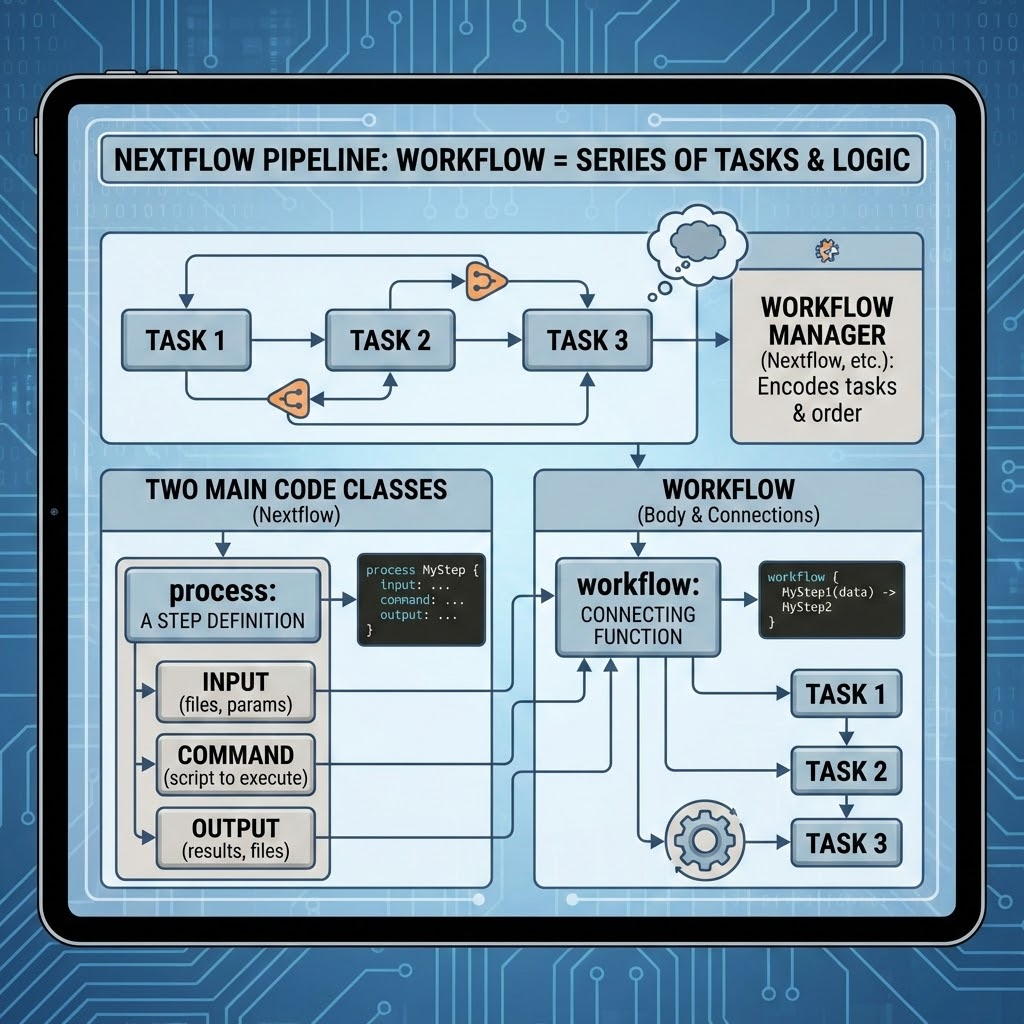 NEXTFLOW PIPELINE: WORKFLOW = SERIES OF TASKS & LOGIC
TASK 1
TASK 2
TASK 3
WORKFLOW
MANAGER
(Nextflow, etc.):
Encodes tasks
& order
TWO MAIN CODE CLASSES
(Nextflow)
process:
A STEP DEFINITION
process MyStep {
input: ...
command: ...
output: ...
}
INPUT
(files, params)
COMMAND
(script to execute)
OUTPUT
(results, files)
WORKFLOW
(Body & Connections)
workflow:
CONNECTING
FUNCTION
workflow {
MyStep1(data) ->
MyStep2
}
TASK 1
TASK 2
TASK 3